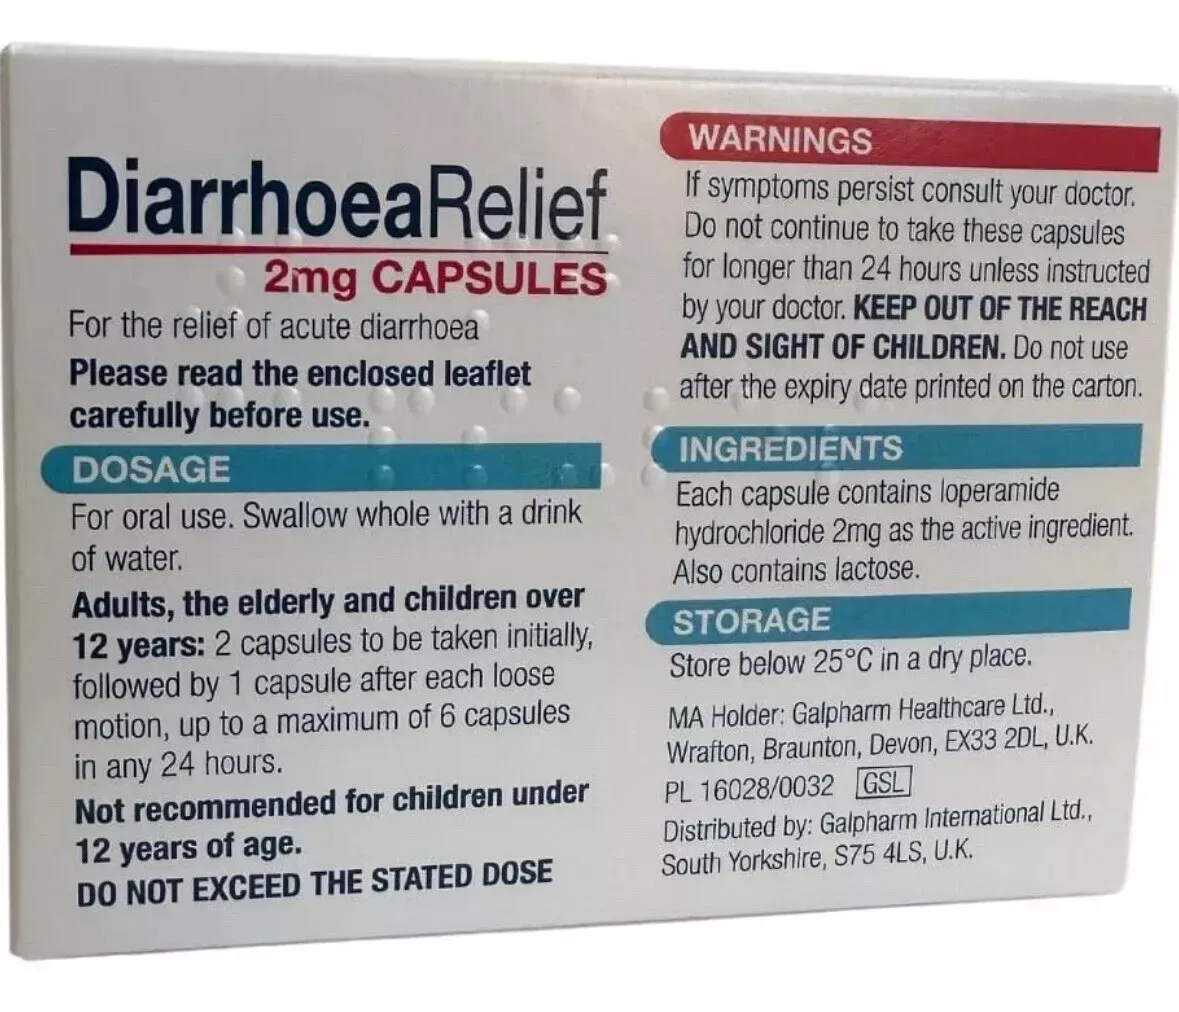 DiarrhoeaRelief
2mg CAPSULES
For the relief of acute diarrhoea
Please read the enclosed leaflet
carefully before use.
DOSAGE
For oral use. Swallow whole with a drink
of water.
Adults, the elderly and children over
12 years: 2 capsules to be taken initially,
followed by 1 capsule after each loose
motion, up to a maximum of 6 capsules
in any 24 hours.
Not recommended for children under
12 years of age.
DO NOT EXCEED THE STATED DOSE
WARNINGS
If symptoms persist consult your doctor.
Do not continue to take these capsules
for longer than 24 hours unless instructed
by your doctor. KEEP OUT OF THE REACH
AND SIGHT OF CHILDREN. Do not use
after the expiry date printed on the carton.
INGREDIENTS
Each capsule contains loperamide
hydrochloride 2mg as the active ingredient.
Also contains lactose.
STORAGE
Store below 25°C in a dry place.
MA Holder: Galpharm Healthcare Ltd.,
Wrafton, Braunton, Devon, EX33 2DL, U.K.
PL 16028/0032 GSL
Distributed by: Galpharm International Ltd.,
South Yorkshire, S75 4LS, U.K.